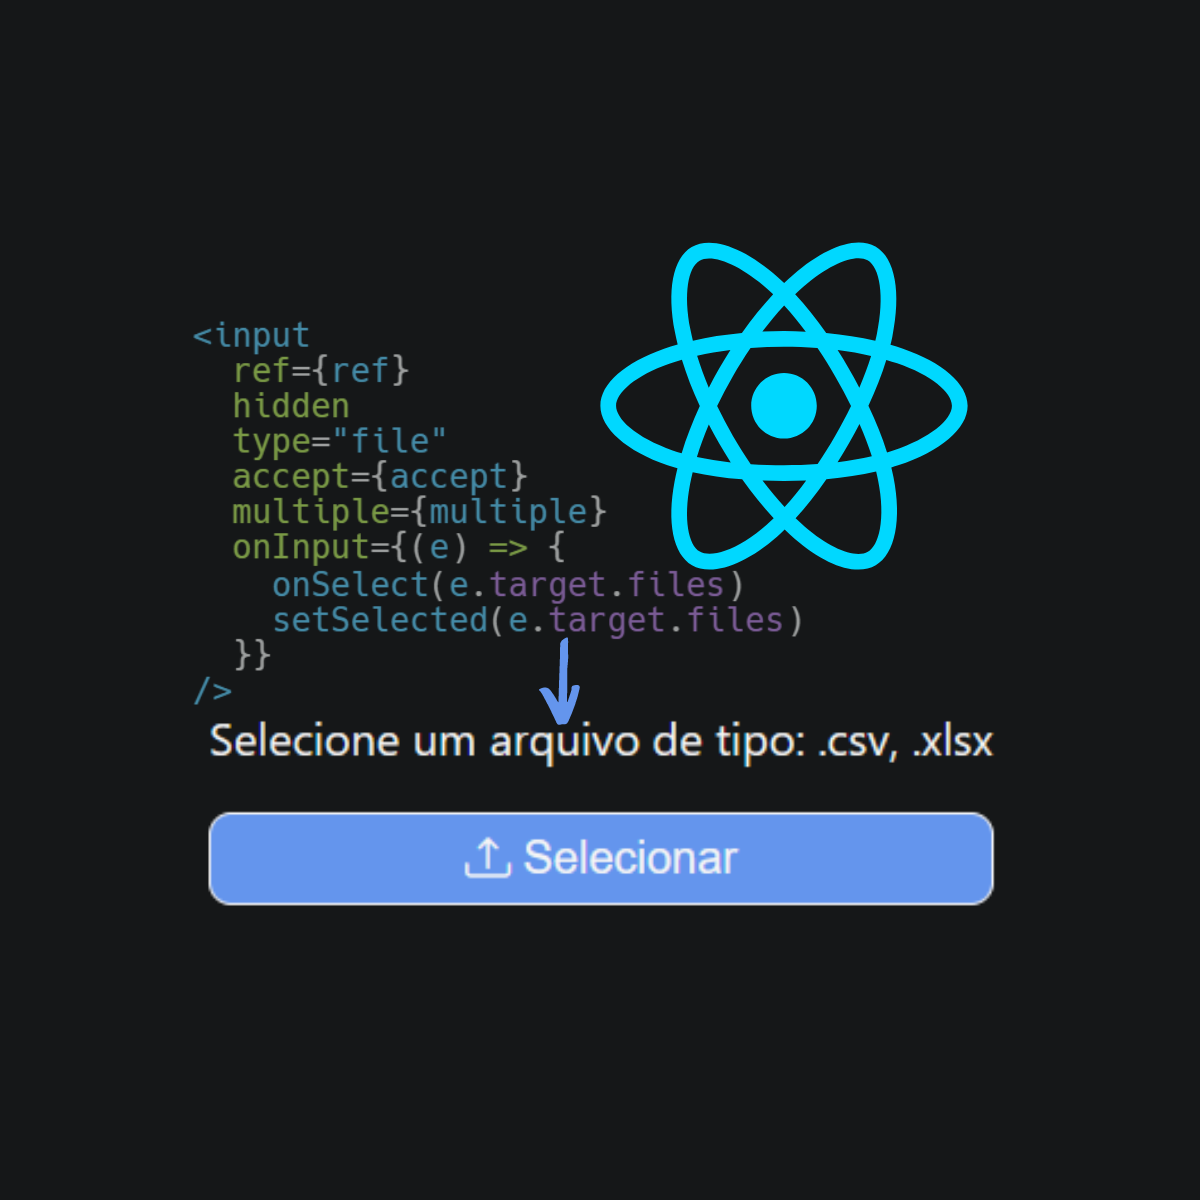 <input
  ref={ref}
  hidden
  type="file"
  accept={accept}
  multiple={multiple}
  onInput={(e) => {
    onSelect(e.target.files)
    setSelected(e.target.files)
  }}
/>
Selecione um arquivo de tipo: .csv, .xlsx
Selecionar